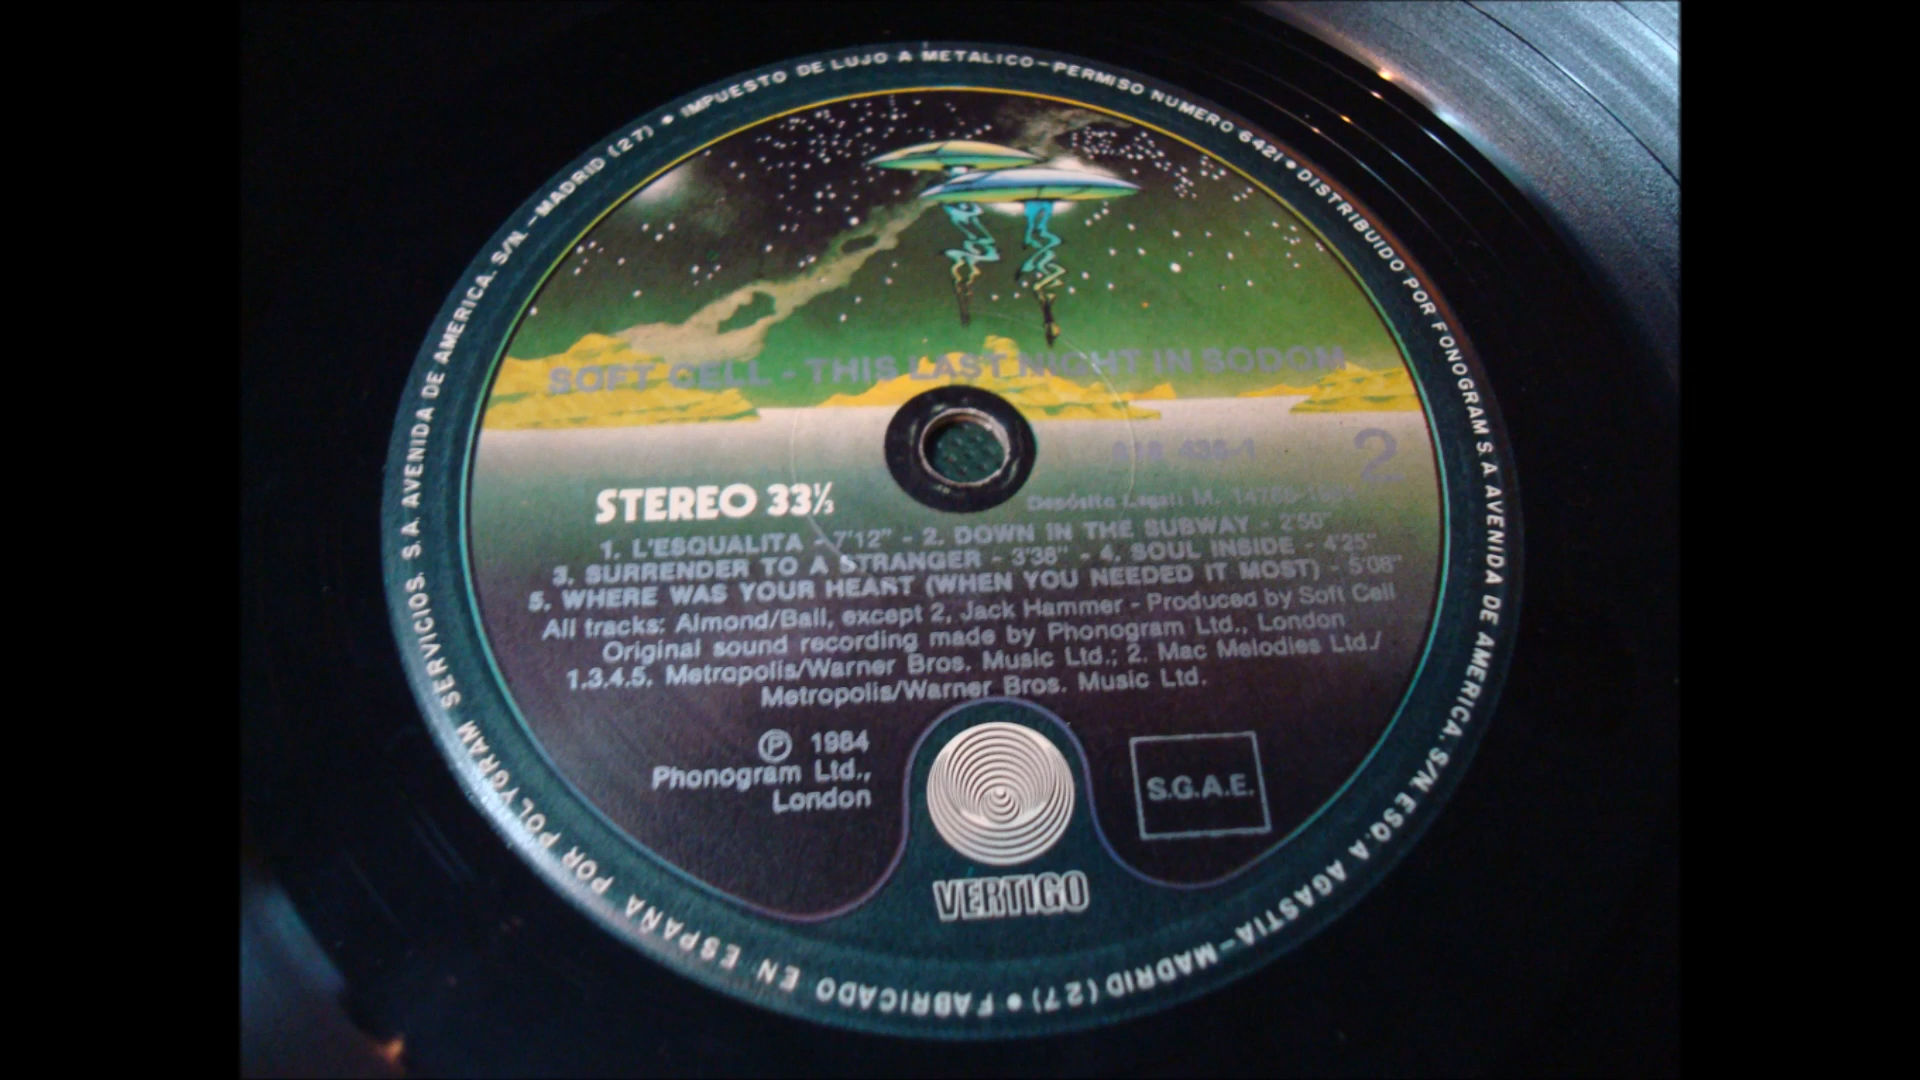 IMPUESTO DE LUJO A METALICO-PERMISO NUMERO 6421 • DISTRIBUIDO POR FONOGRAM S.A. AVENIDA DE AMERICA. S/N. ESQ. A AGASTIA-MADRID (27) • FABRICADO EN ESPAÑA POR POLYGRAM SERVICIOS. S.A. AVENIDA DE AMERICA. S/N.-MADRID (27) •
SOFT CELL - THIS LAST NIGHT IN SODOM
2
STEREO 33⅓
Depósito Legal: M.
1. L'ESQUALITA - 7'12" - 2. DOWN IN THE SUBWAY - 2'50"
3. SURRENDER TO A STRANGER - 3'38" - 4. SOUL INSIDE - 4'25"
5. WHERE WAS YOUR HEART (WHEN YOU NEEDED IT MOST) - 5'08"
All tracks: Almond/Ball, except 2, Jack Hammer - Produced by Soft Cell
Original sound recording made by Phonogram Ltd., London
1.3.4.5. Metropolis/Warner Bros. Music Ltd.; 2. Mac Melodies Ltd./
Metropolis/Warner Bros. Music Ltd.
Ⓟ 1984
Phonogram Ltd.,
London
S.G.A.E.
VERTIGO